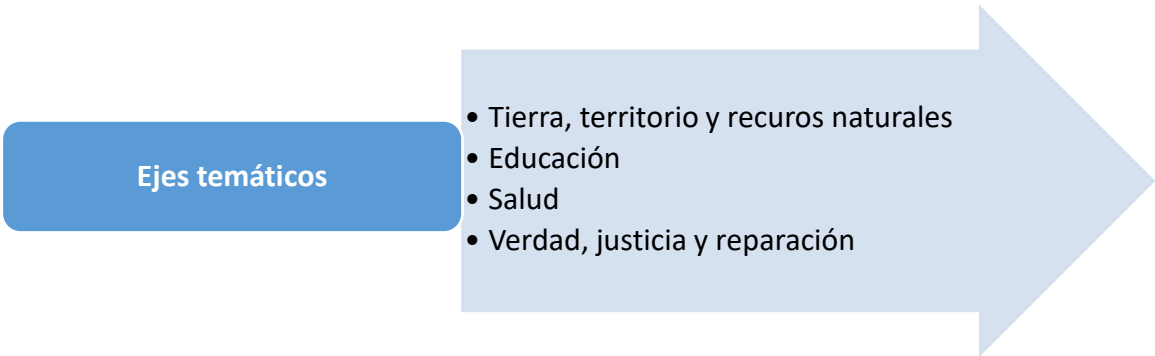 Ejes temáticos
• Tierra, territorio y recuros naturales
• Educación
• Salud
• Verdad, justicia y reparación